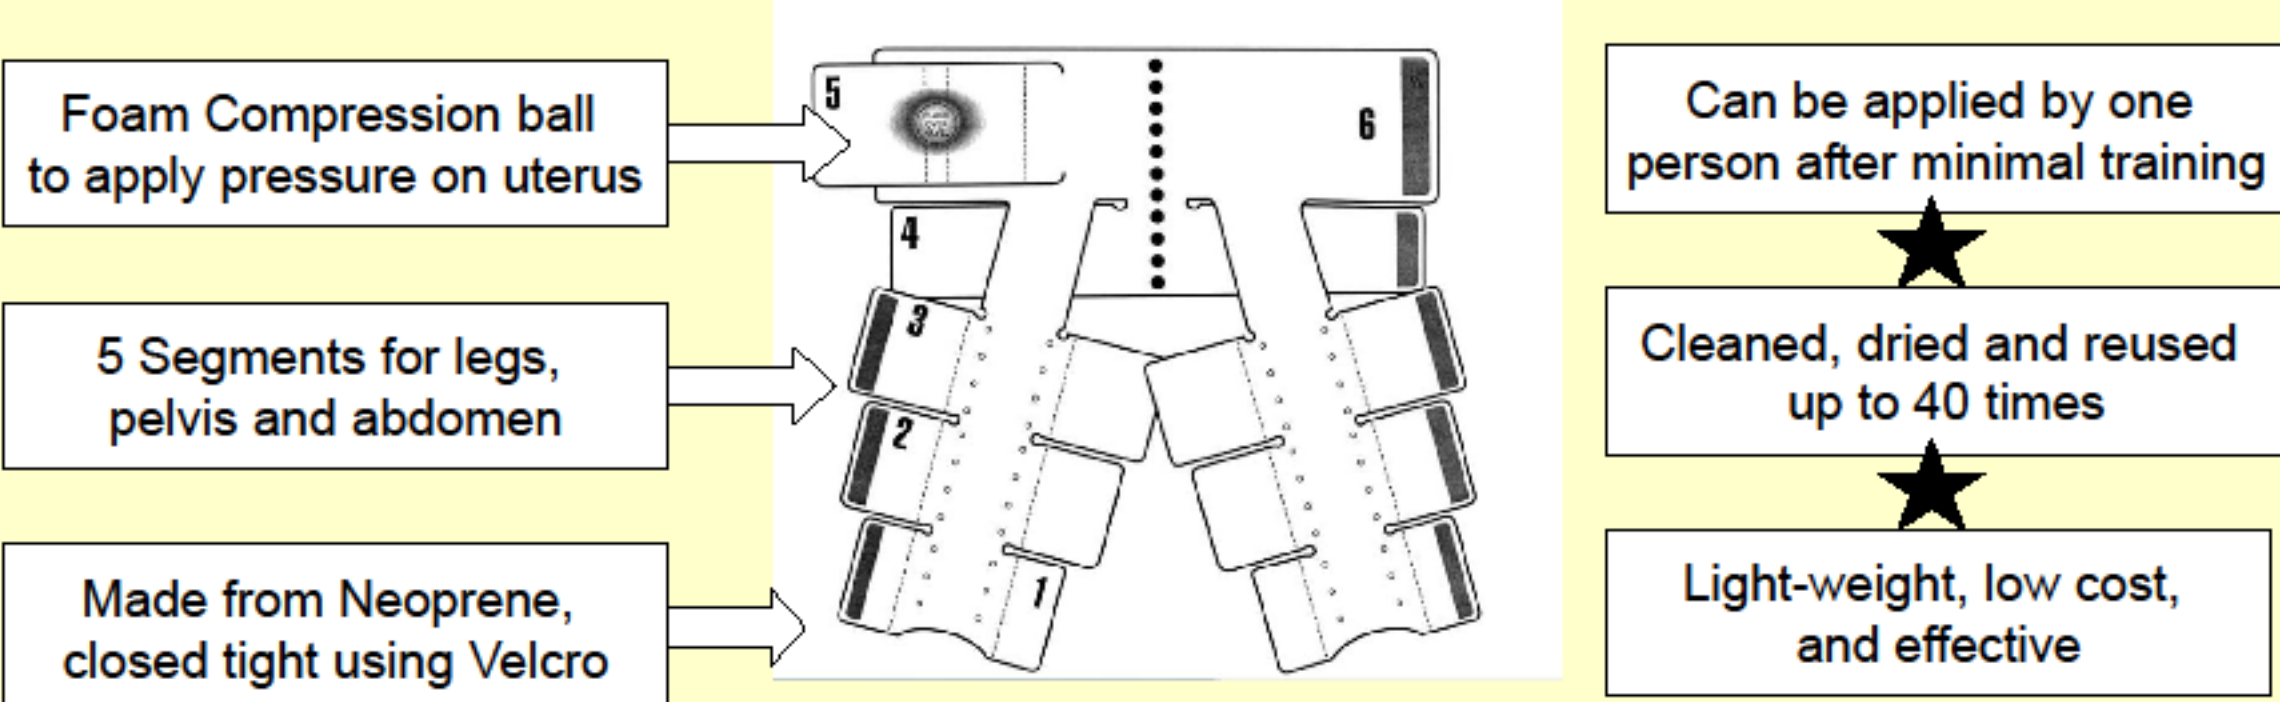 Foam Compression ball
to apply pressure on uterus
5 Segments for legs,
pelvis and abdomen
Made from Neoprene,
closed tight using Velcro
5
6
4
3
2
1
Can be applied by one
person after minimal training
Cleaned, dried and reused
up to 40 times
Light-weight, low cost,
and effective